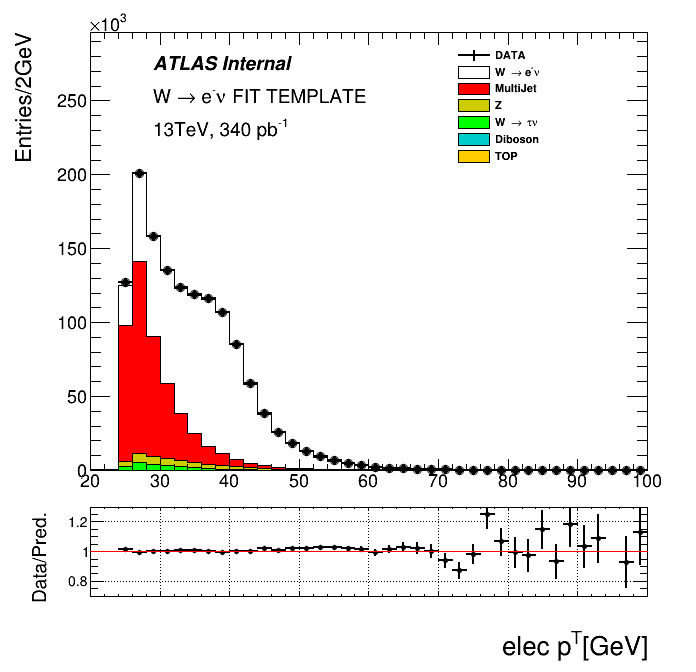 ×10³
Entries/2GeV
ATLAS Internal
W → e⁻ν FIT TEMPLATE
13TeV, 340 pb⁻¹
DATA
W → e⁻ν
MultiJet
Z
W → τν
Diboson
TOP
250
200
150
100
50
0
20 30 40 50 60 70 80 90 100
Data/Pred.
1.2
1
0.8
elec pᵀ[GeV]